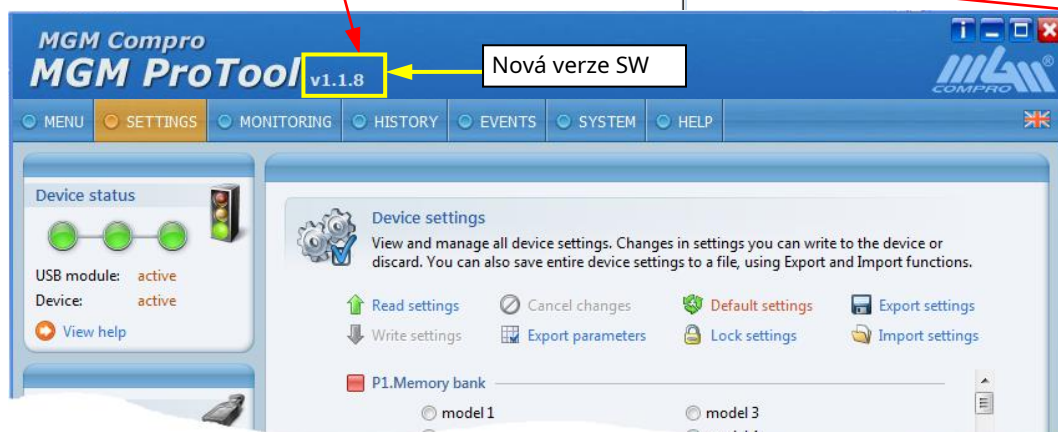 MGM Compro
MGM ProTool v1.1.8
Nová verze SW
mgm®
COMPRO
MENU SETTINGS MONITORING HISTORY EVENTS SYSTEM HELP
Device status
USB module: active
Device: active
View help
Device settings
View and manage all device settings. Changes in settings you can write to the device or
discard. You can also save entire device settings to a file, using Export and Import functions.
Read settings Cancel changes Default settings Export settings
Write settings Export parameters Lock settings Import settings
P1.Memory bank
model 1 model 3